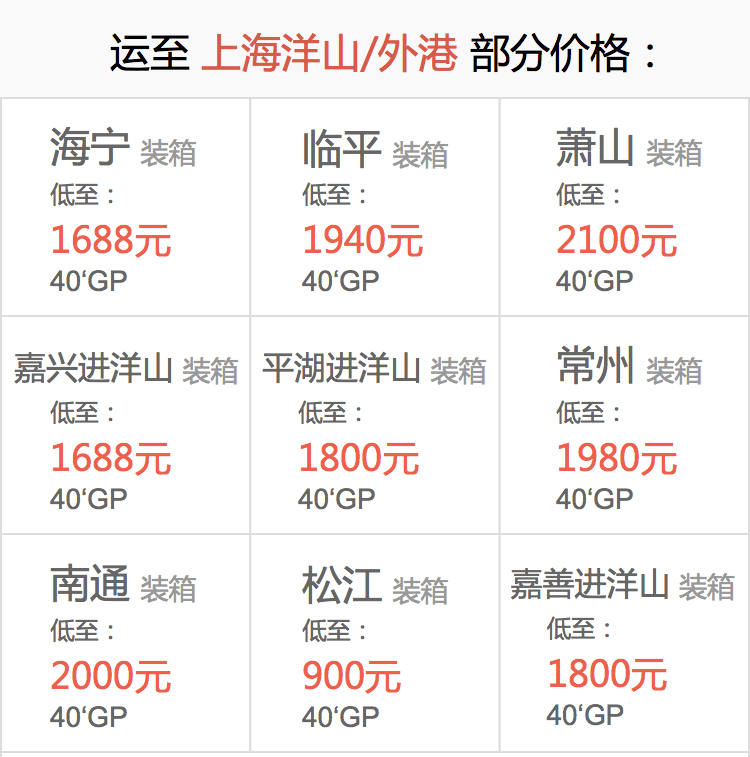 运至 上海洋山/外港 部分价格：
海宁 装箱
低至：
1688元
40‘GP
临平 装箱
低至：
1940元
40‘GP
萧山 装箱
低至：
2100元
40‘GP
嘉兴进洋山 装箱
低至：
1688元
40‘GP
平湖进洋山 装箱
低至：
1800元
40‘GP
常州 装箱
低至：
1980元
40‘GP
南通 装箱
低至：
2000元
40‘GP
松江 装箱
低至：
900元
40‘GP
嘉善进洋山 装箱
低至：
1800元
40‘GP